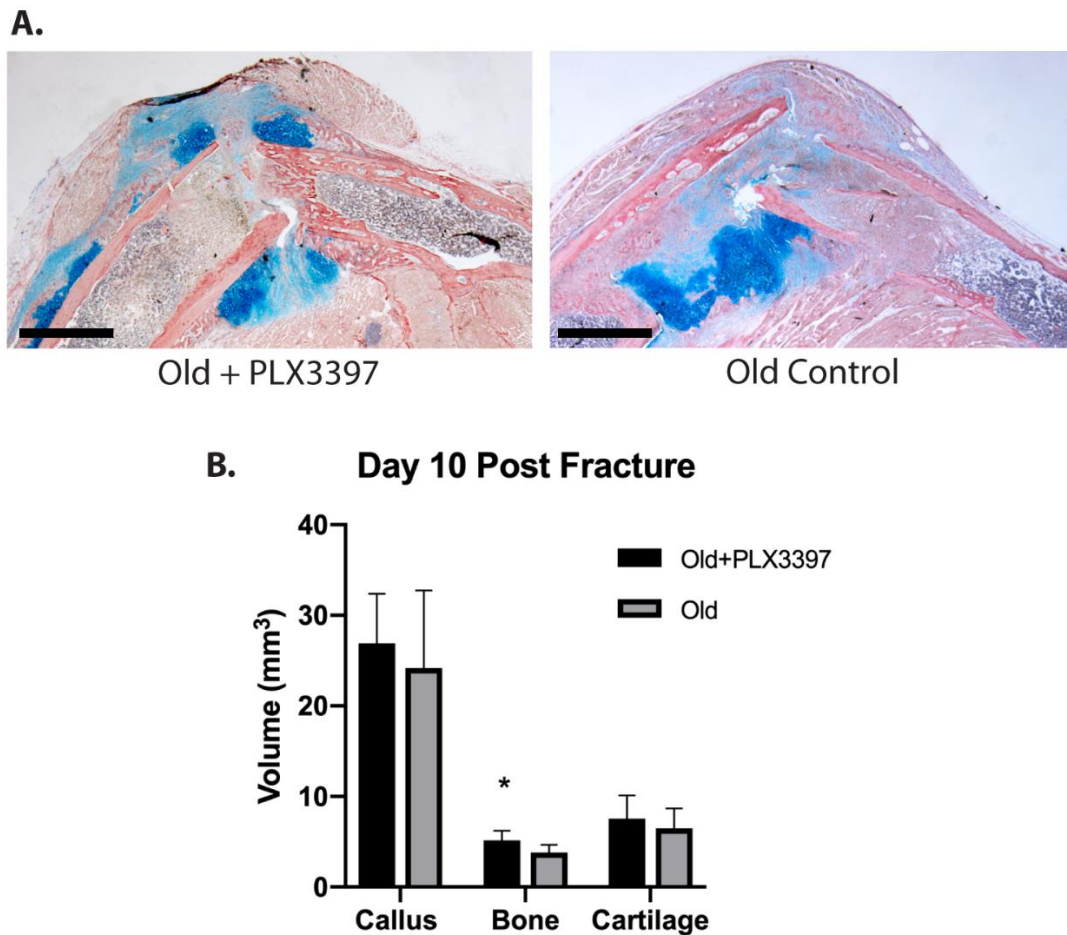 A.
Old + PLX3397
Old Control
B.
Day 10 Post Fracture
Volume (mm³)
40
30
20
10
0
*
Old+PLX3397
Old
Callus
Bone
Cartilage